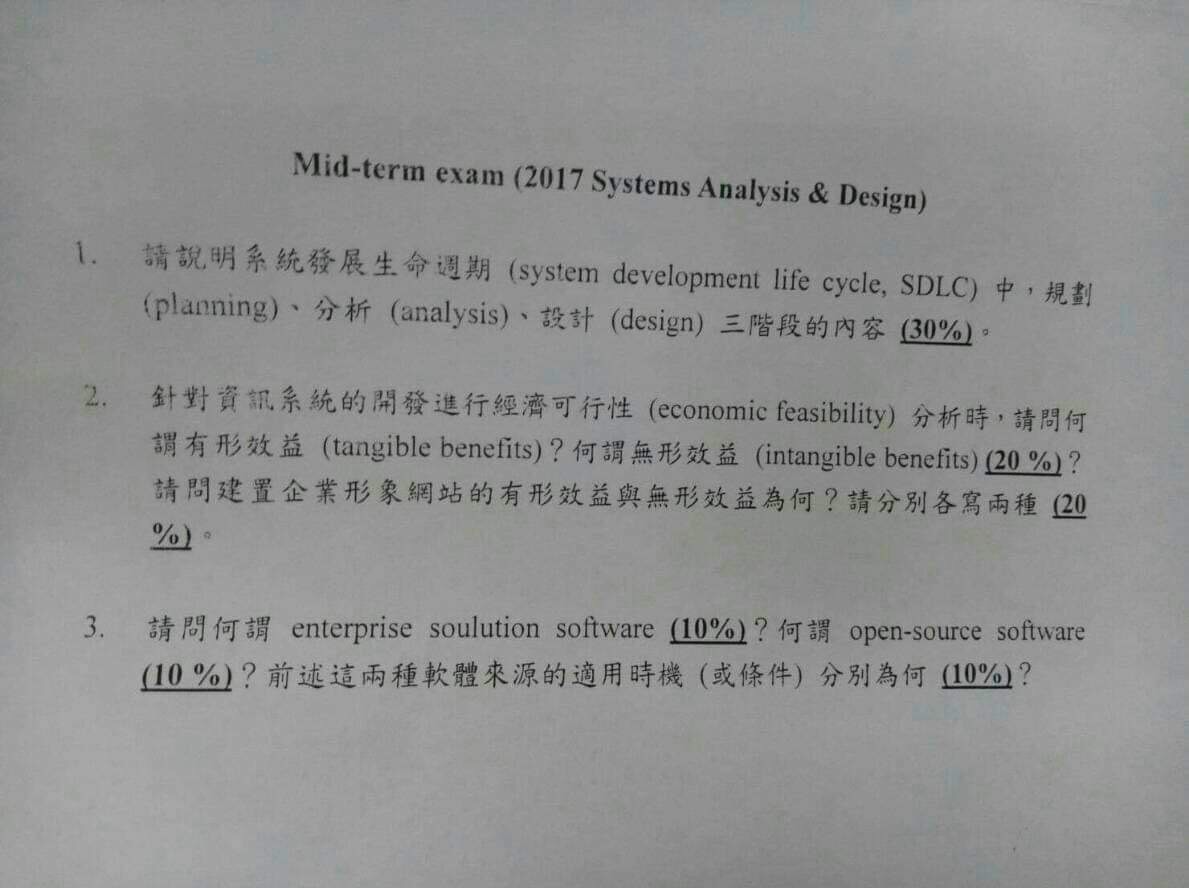 Mid-term exam (2017 Systems Analysis & Design)
1. 請說明系統發展生命週期 (system development life cycle, SDLC) 中，規劃
(planning)、分析 (analysis)、設計 (design) 三階段的內容 (30%)。
2. 針對資訊系統的開發進行經濟可行性 (economic feasibility) 分析時，請問何
謂有形效益 (tangible benefits)？何謂無形效益 (intangible benefits) (20 %)？
請問建置企業形象網站的有形效益與無形效益為何？請分別各寫兩種 (20
%)。
3. 請問何謂 enterprise soulution software (10%)？何謂 open-source software
(10 %)？前述這兩種軟體來源的適用時機 (或條件) 分別為何 (10%)？